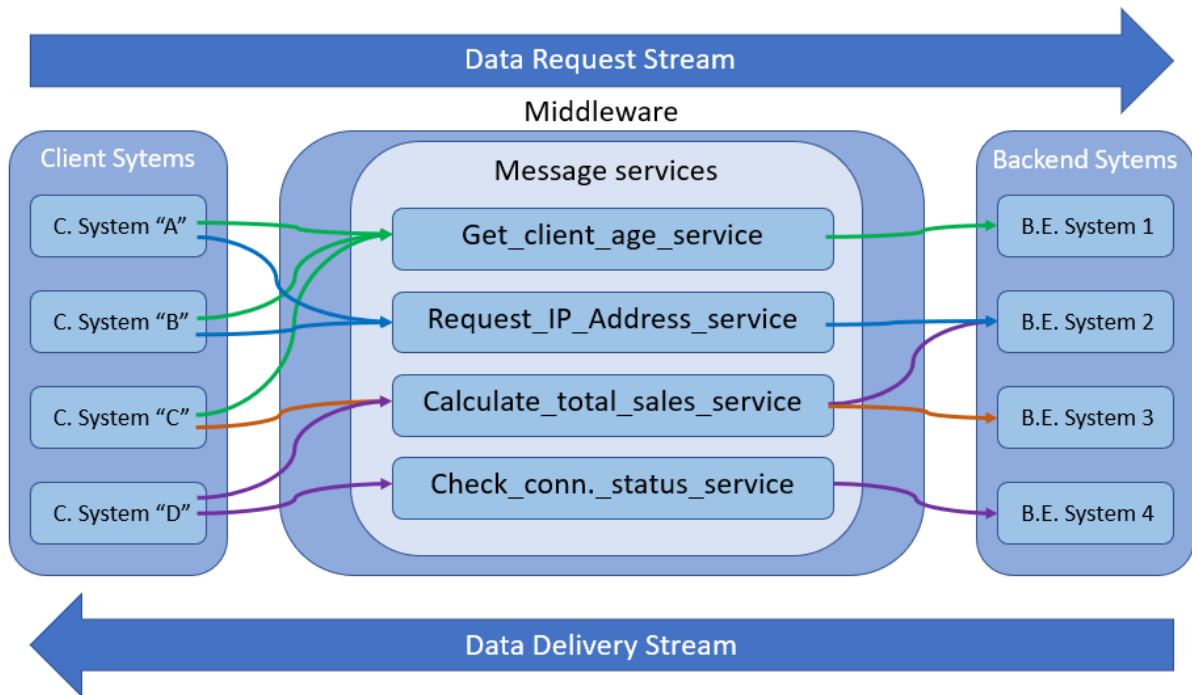 Data Request Stream
Middleware
Client Sytems
Message services
Backend Sytems
C. System “A”
C. System “B”
C. System “C”
C. System “D”
Get_client_age_service
Request_IP_Address_service
Calculate_total_sales_service
Check_conn._status_service
B.E. System 1
B.E. System 2
B.E. System 3
B.E. System 4
Data Delivery Stream